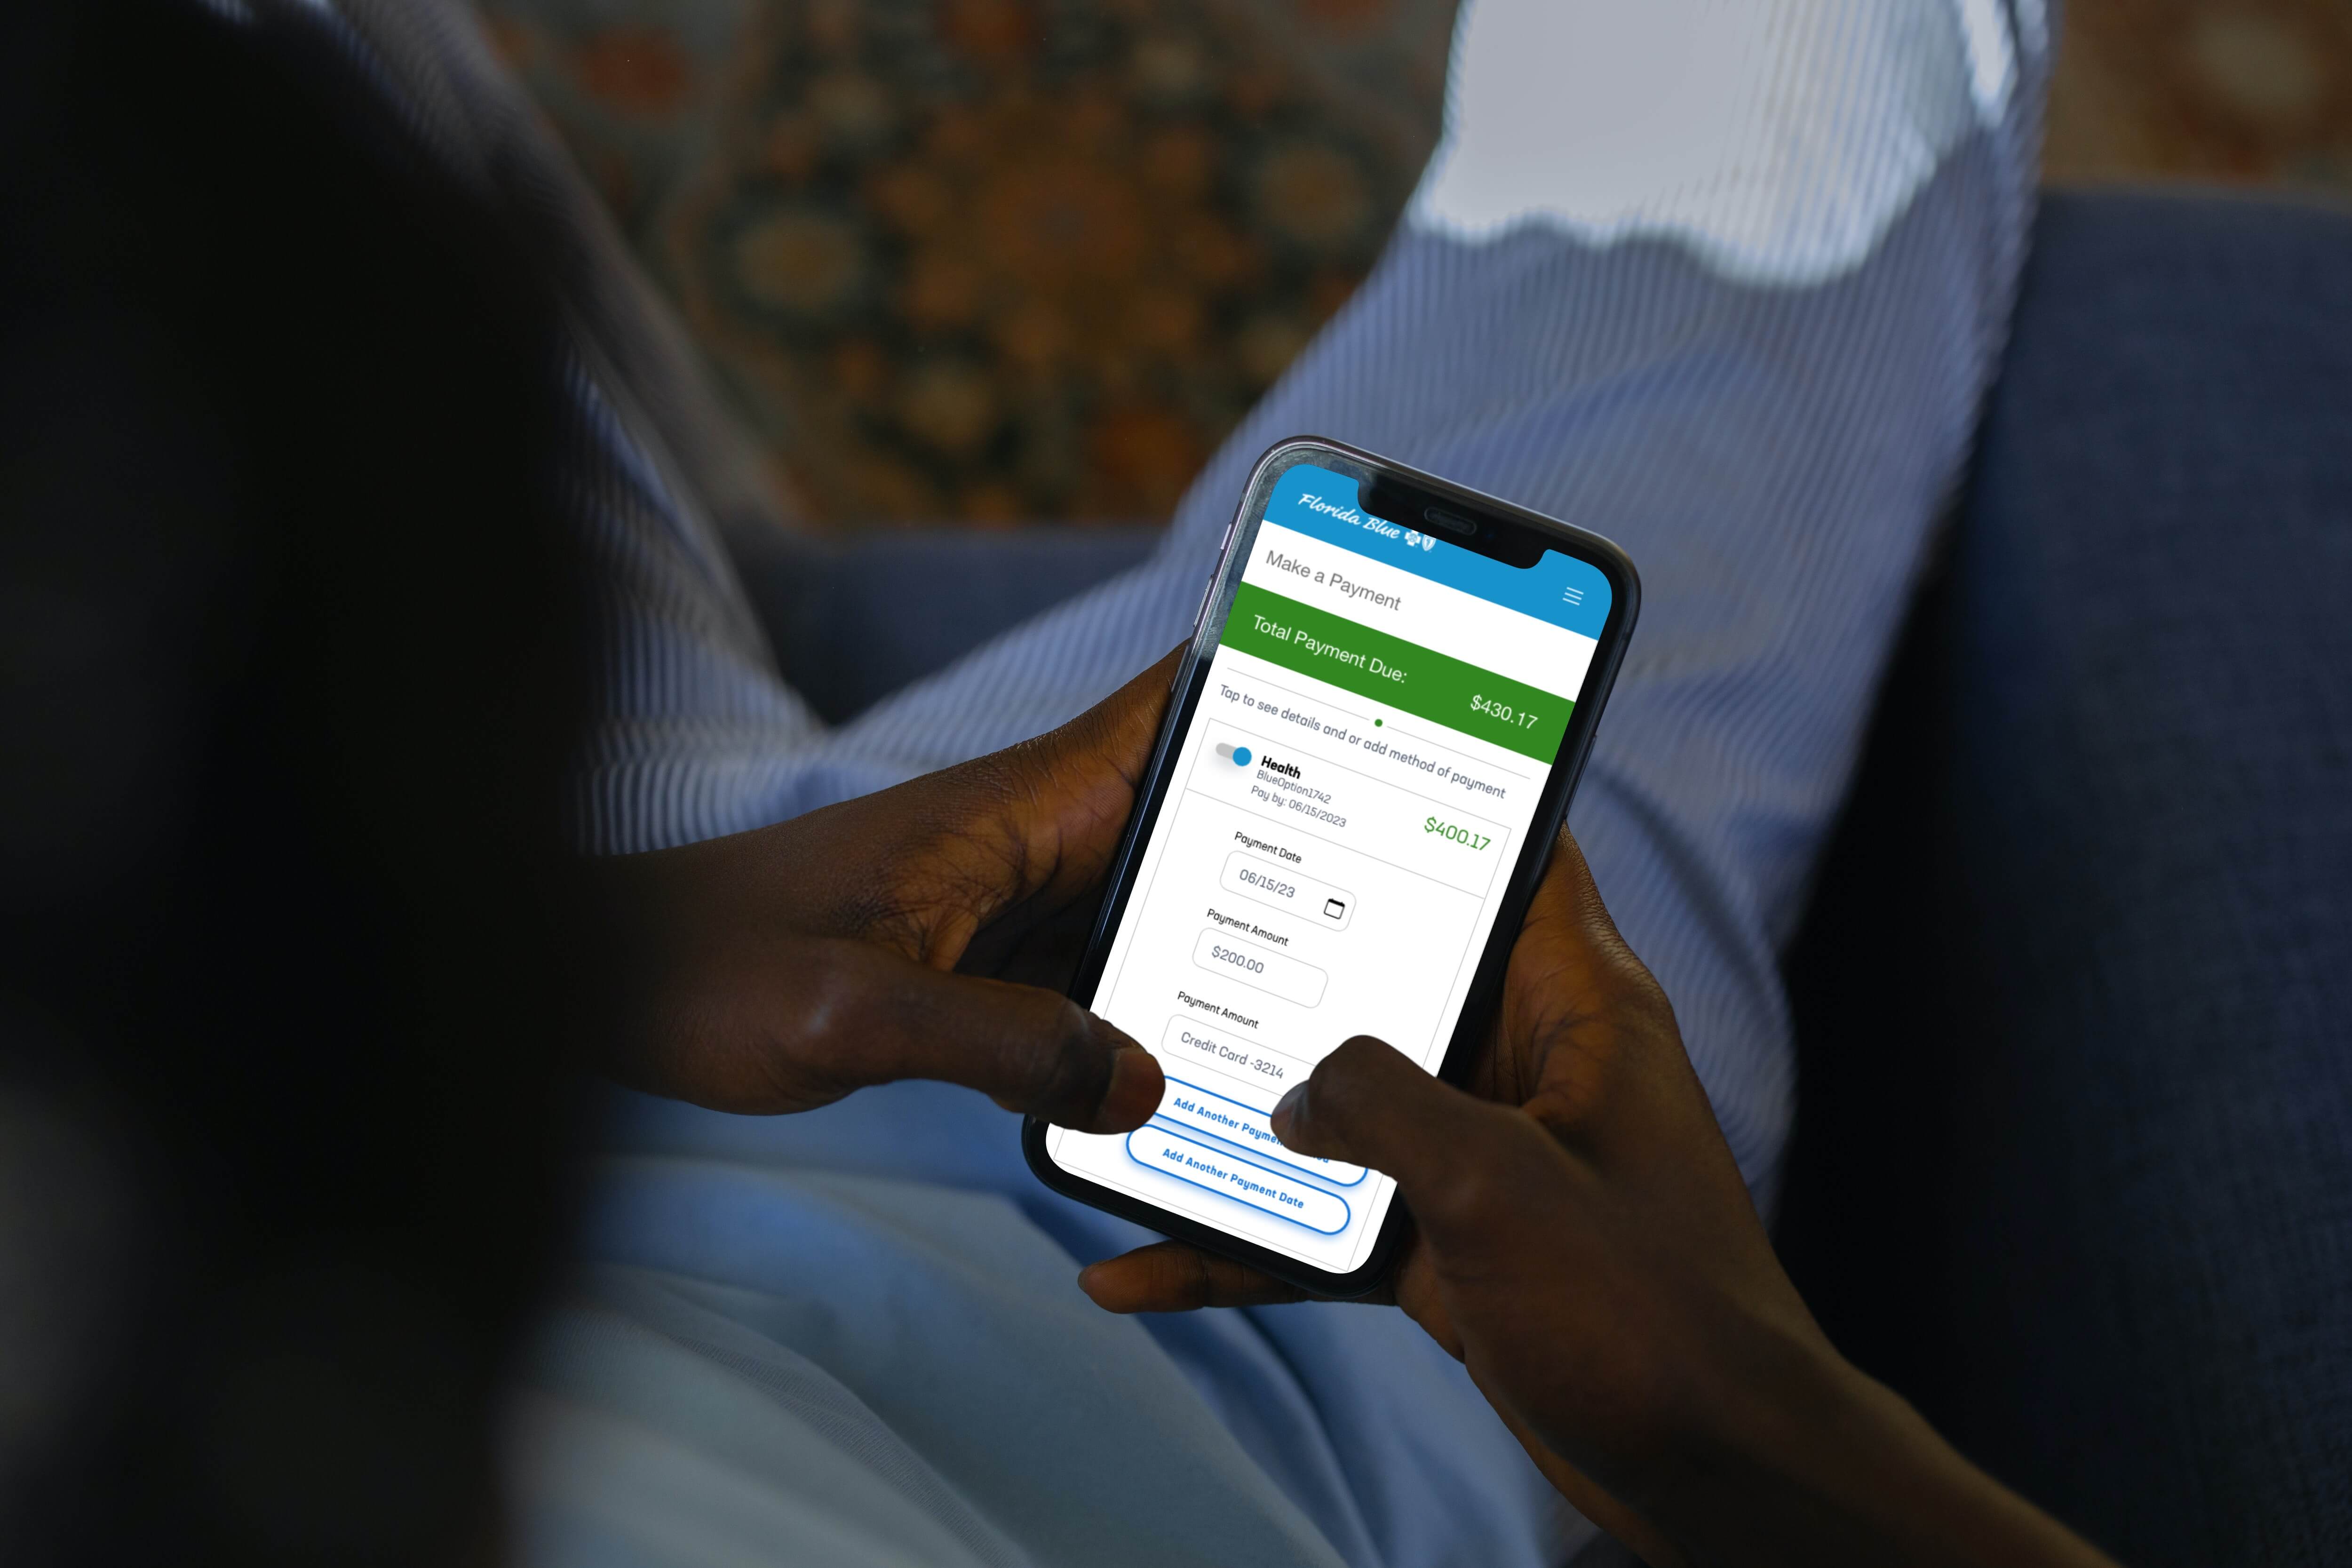 Florida Blue
Make a Payment
Total Payment Due: $430.17
Tap to see details and or add method of payment
Health
BlueOption1742
Pay by: 06/15/2023
$400.17
Payment Date
06/15/23
Payment Amount
$200.00
Payment Amount
Credit Card -3214
Add Another
Add Another Payment Date